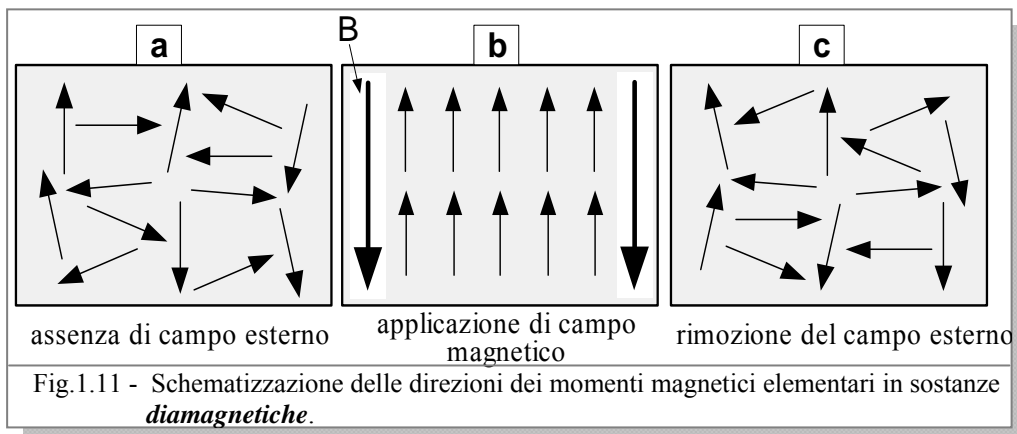 a
B
b
c
assenza di campo esterno
applicazione di campo
magnetico
rimozione del campo esterno
Fig.1.11 - Schematizzazione delle direzioni dei momenti magnetici elementari in sostanze
diamagnetiche.